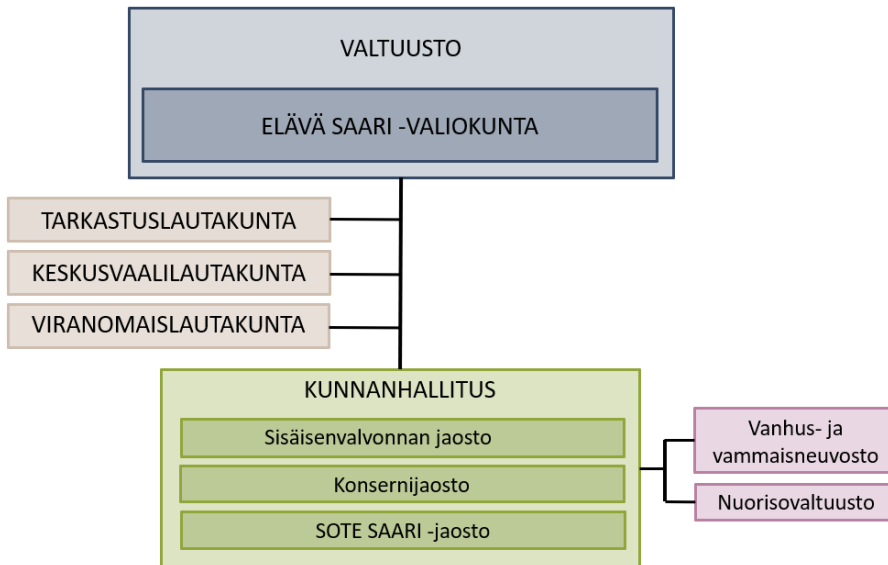 VALTUUSTO
ELÄVÄ SAARI -VALIOKUNTA
TARKASTUSLAUTAKUNTA
KESKUSVAALILAUTAKUNTA
VIRANOMAISLAUTAKUNTA
KUNNANHALLITUS
Sisäisenvalvonnan jaosto
Konsernijaosto
SOTE SAARI -jaosto
Vanhus- ja
vammaisneuvosto
Nuorisovaltuusto